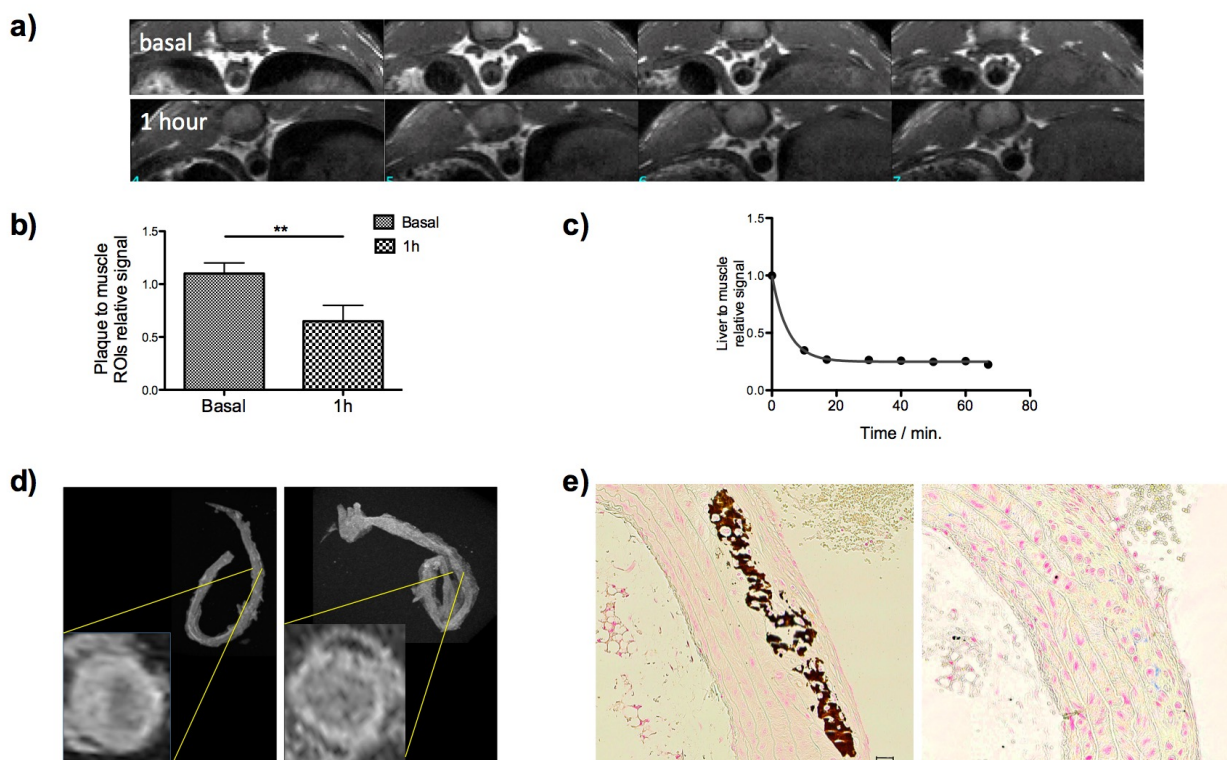 a)
basal
1 hour
4
5
6
7
b)
Plaque to muscle
ROIs relative signal
1.5
1.0
0.5
0.0
**
Basal
1h
Basal
1h
c)
Liver to muscle
relative signal
1.5
1.0
0.5
0.0
0
20
40
60
80
Time / min.
d)
e)